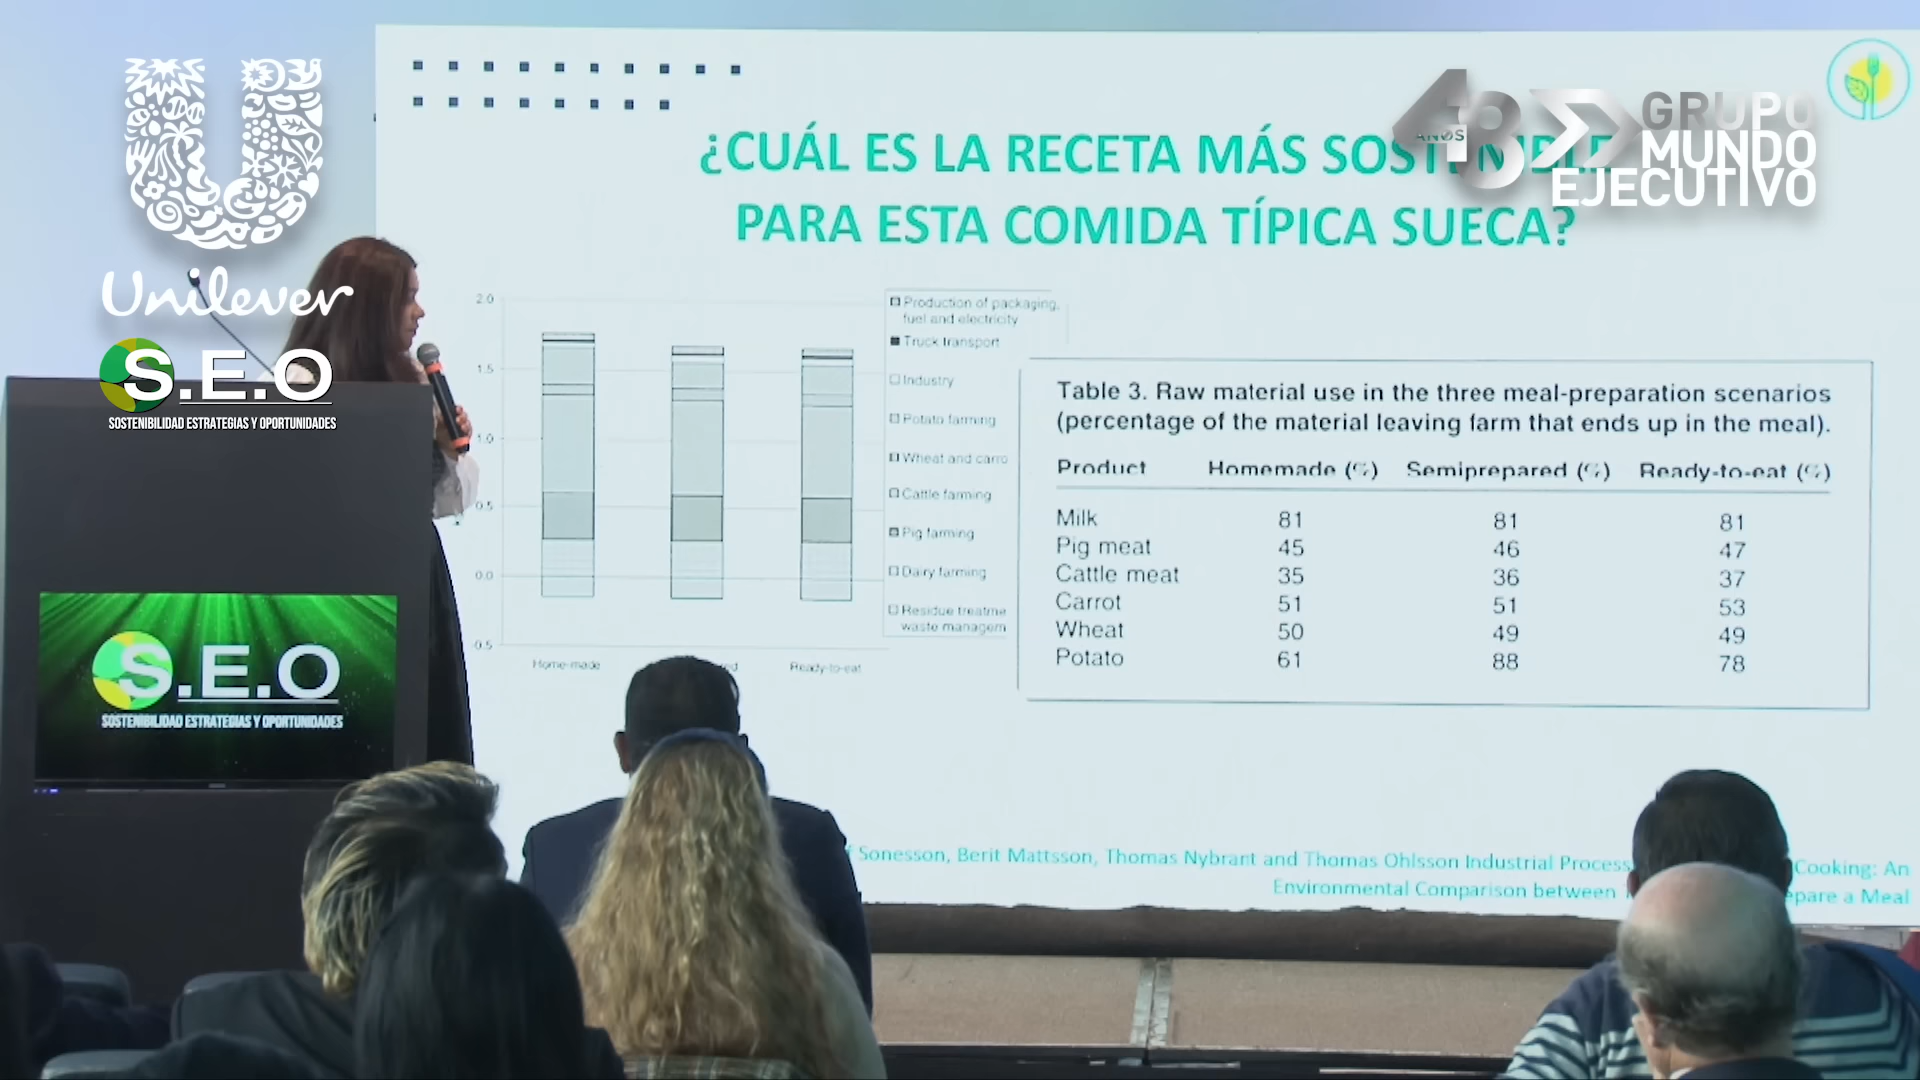 Unilever
S.E.O
SOSTENIBILIDAD ESTRATEGIAS Y OPORTUNIDADES
48 AÑOS
GRUPO
MUNDO
EJECUTIVO
¿CUÁL ES LA RECETA MÁS SOSTENIBLE
PARA ESTA COMIDA TÍPICA SUECA?
2.0
1.5
1.0
0.5
0.0
0.5
Home-made
Ready-to-eat
Production of packaging,
fuel and electricity
Truck transport
Industry
Potato farming
Wheat and carro
Cattle farming
Pig farming
Dairy farming
Residue treatme
waste managem
Table 3. Raw material use in the three meal-preparation scenarios
(percentage of the material leaving farm that ends up in the meal).
Product Homemade (%) Semiprepared (%) Ready-to-eat (%)
Milk 81 81 81
Pig meat 45 46 47
Cattle meat 35 36 37
Carrot 51 51 53
Wheat 50 49 49
Potato 61 88 78
Sonesson, Berit Mattsson, Thomas Nybrant and Thomas Ohlsson Industrial Process Cooking: An
Environmental Comparison between epare a Meal
S.E.O
SOSTENIBILIDAD ESTRATEGIAS Y OPORTUNIDADES